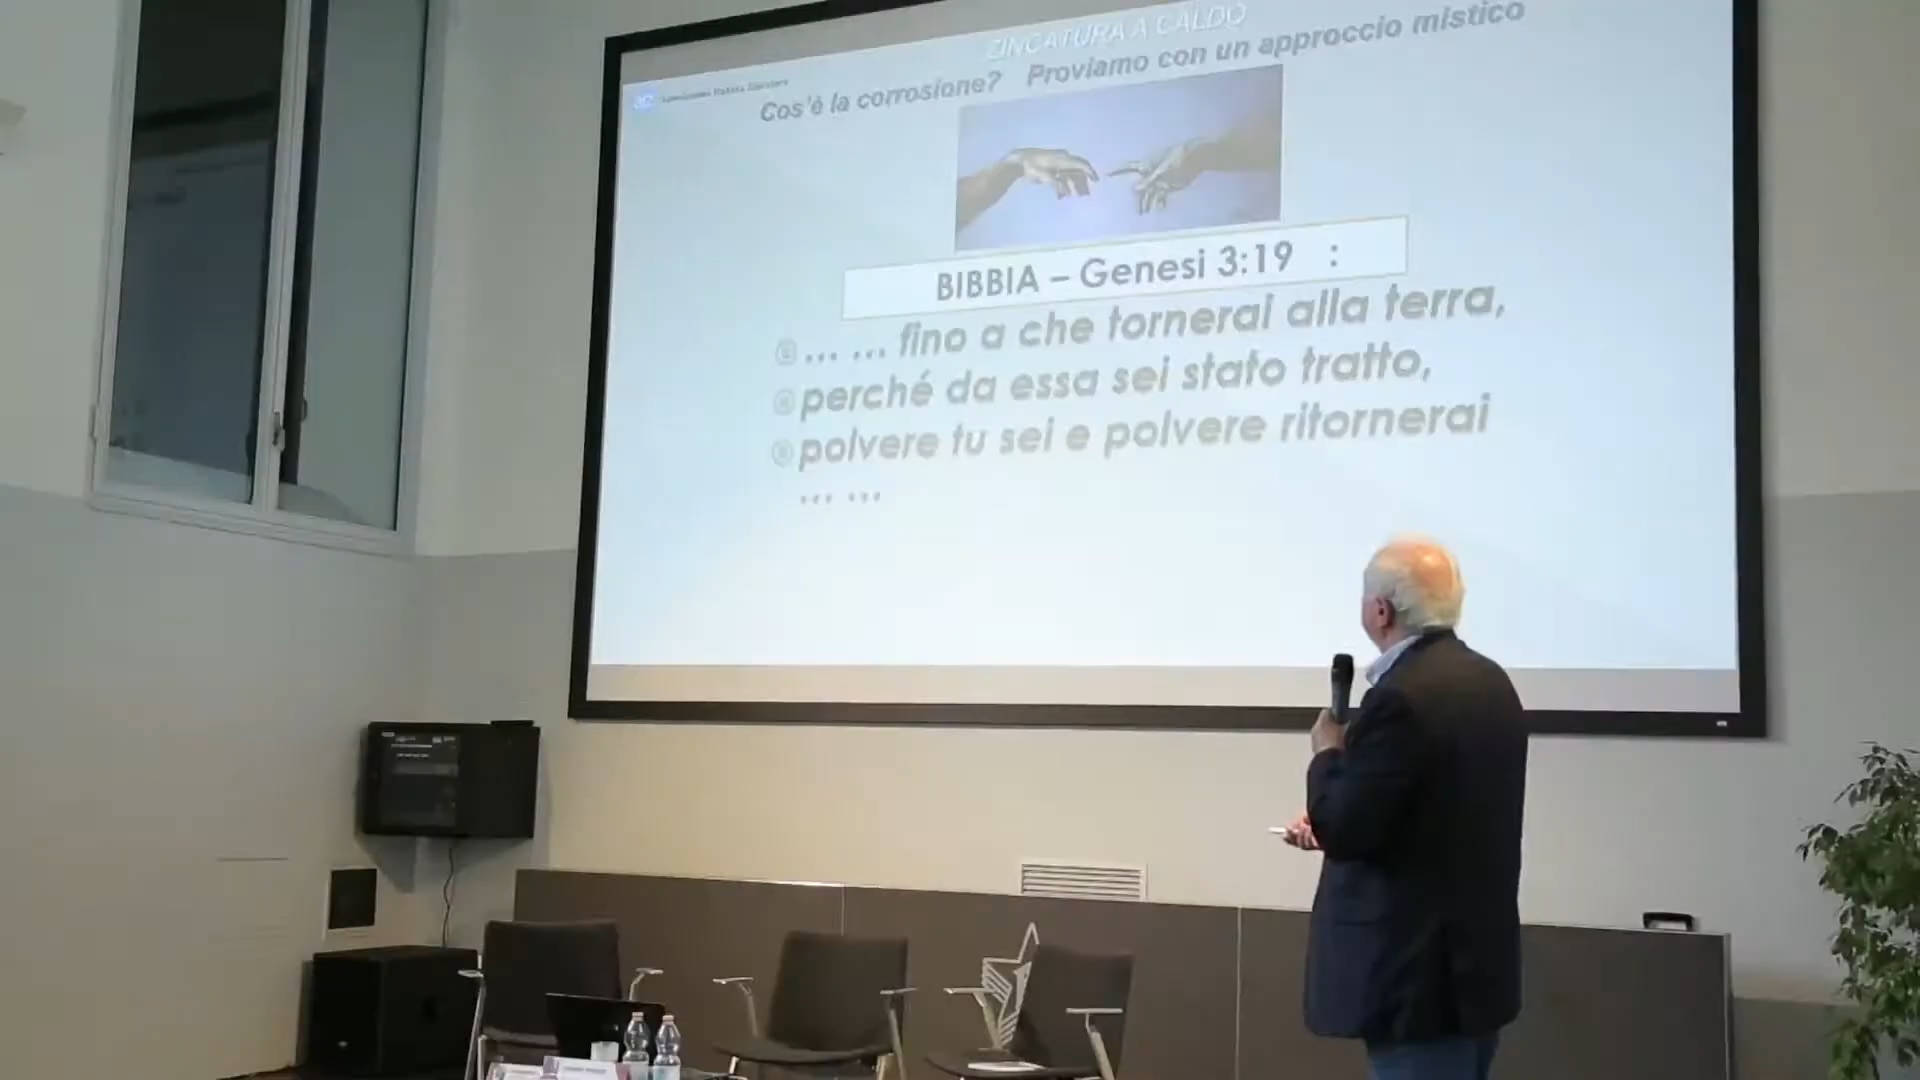 ZINCATURA A CALDO
Cos'è la corrosione? Proviamo con un approccio mistico
BIBBIA – Genesi 3:19 :
... ... fino a che tornerai alla terra,
perché da essa sei stato tratto,
polvere tu sei e polvere ritornerai
... ...